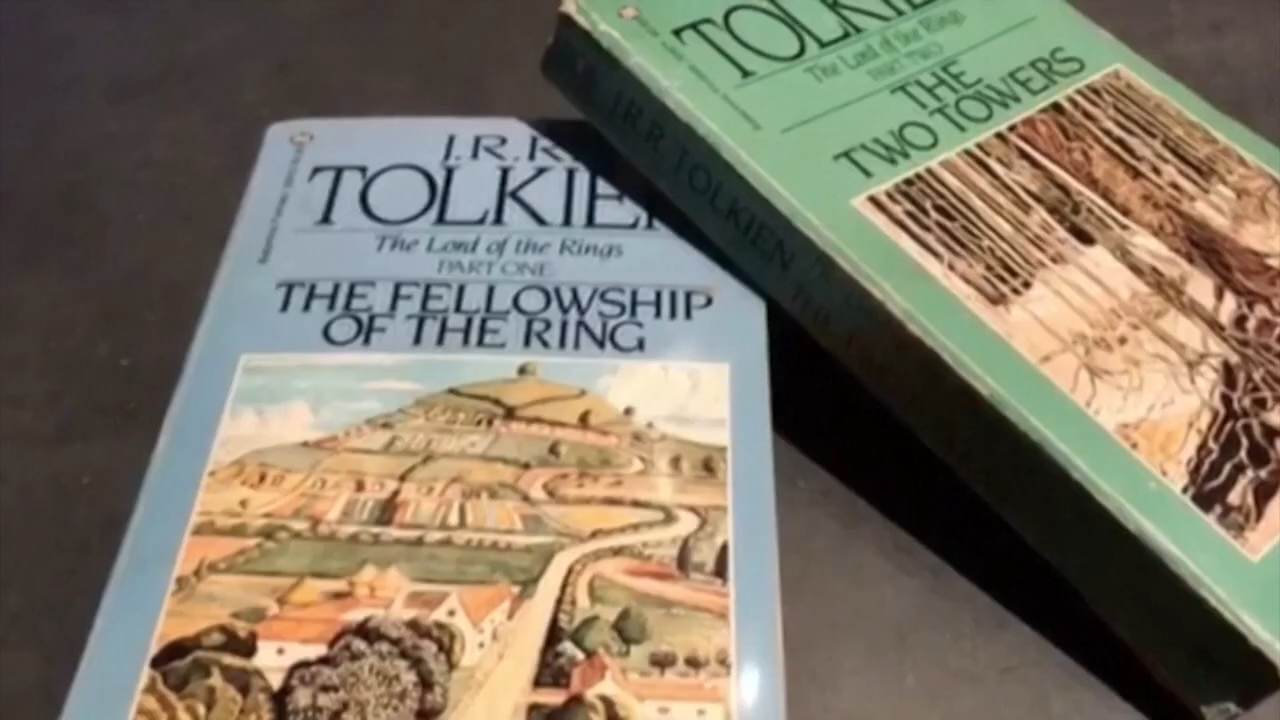 J.R.R.
TOLKIEN
The Lord of the Rings
PART ONE
THE FELLOWSHIP
OF THE RING
TOLKIE
The Lord of the Rings
PART TWO
THE
TWO TOWERS
J.R.R. TOLKIEN